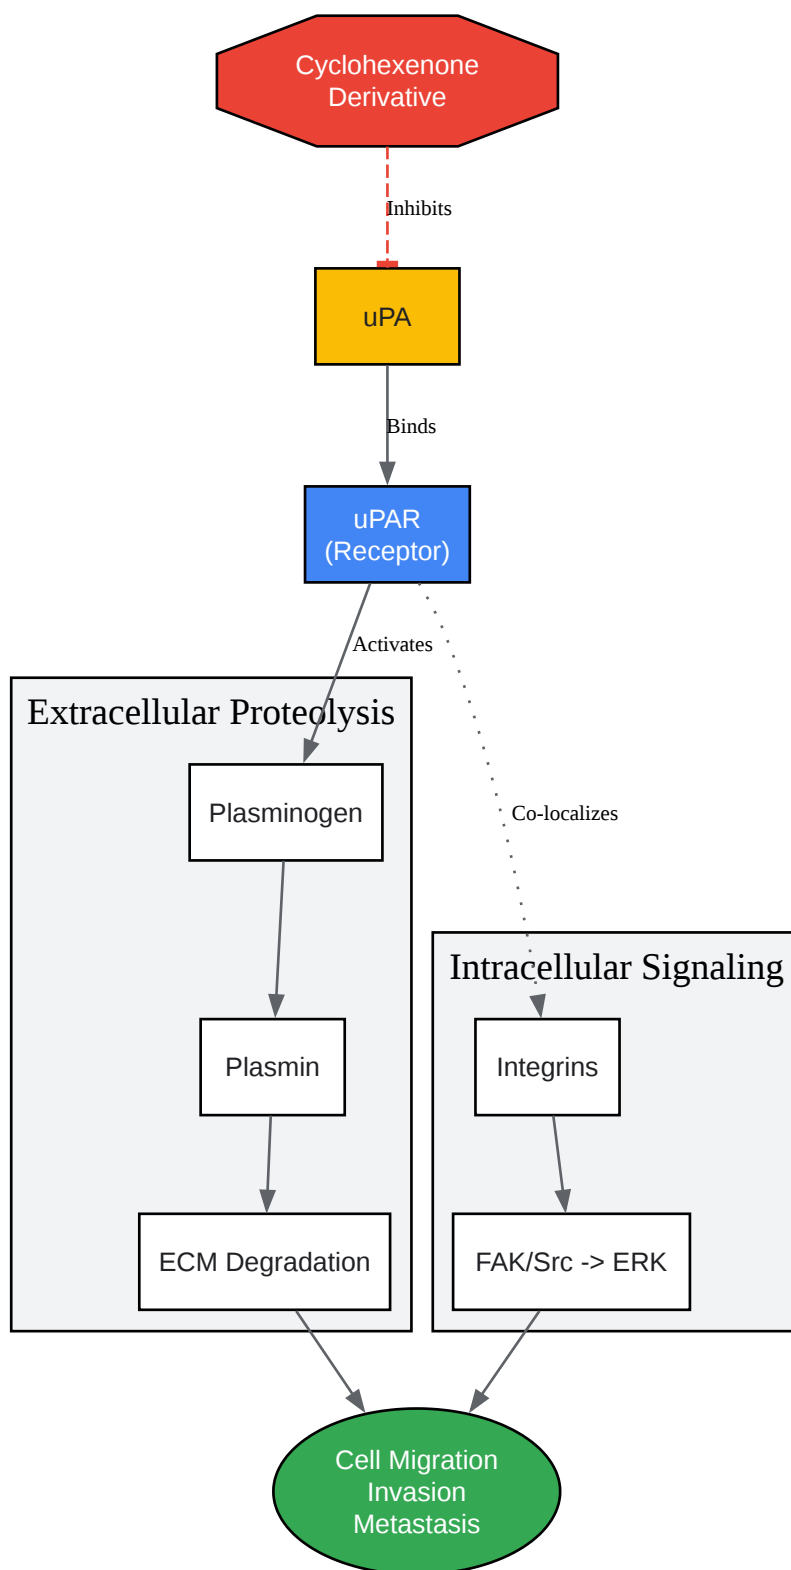 Cyclohexenone
Derivative
Inhibits
uPA
Binds
uPAR
(Receptor)
Activates
Extracellular Proteolysis
Plasminogen
Co-localizes
Intracellular Signaling
Plasmin
Integrins
ECM Degradation
FAK/Src -> ERK
Cell Migration
Invasion
Metastasis